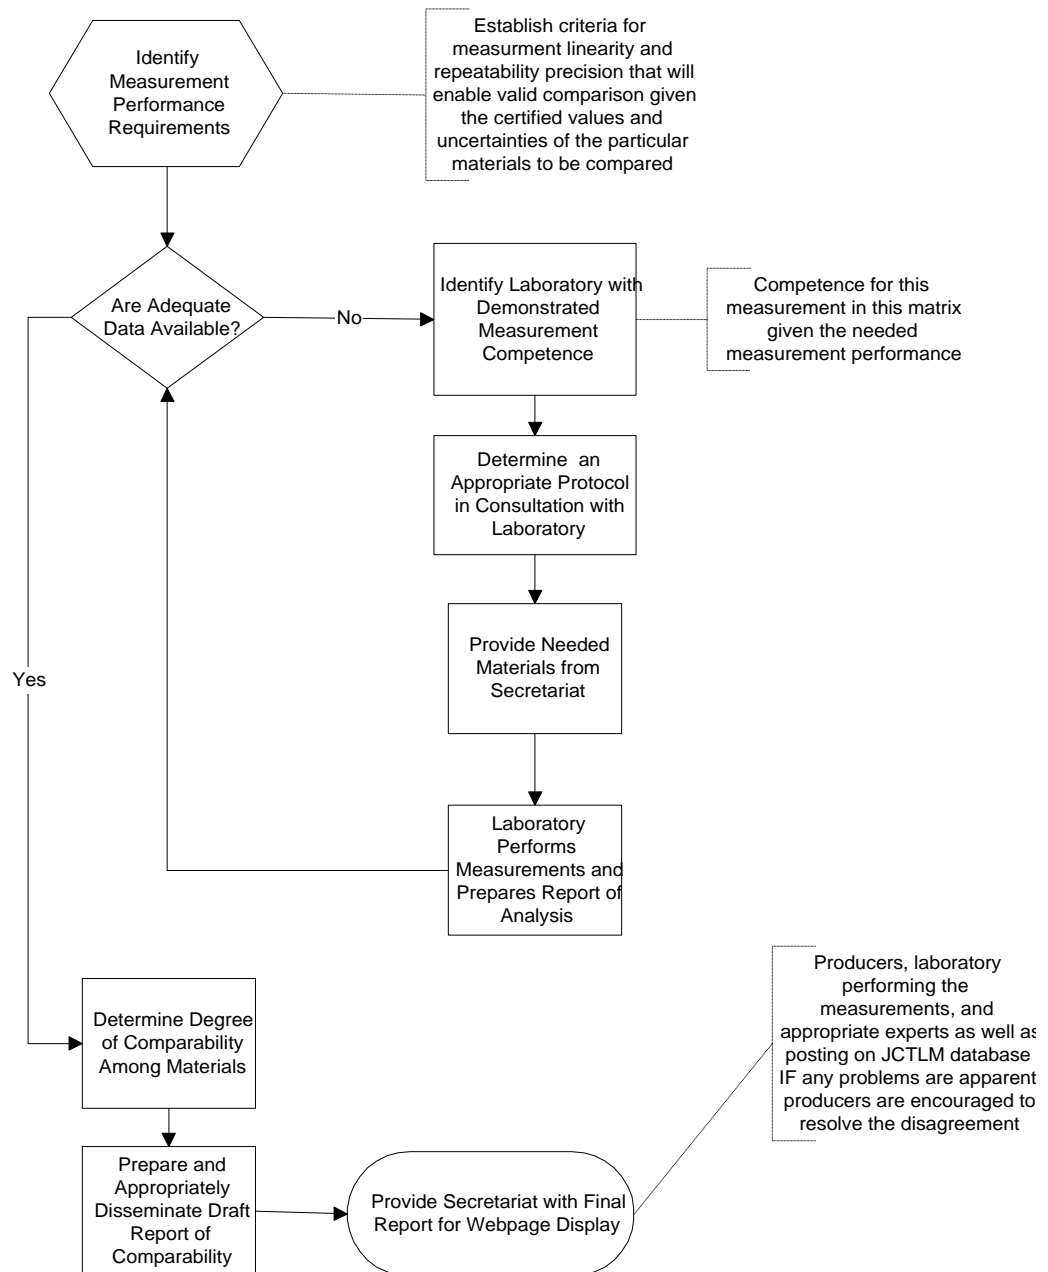 Identify
Measurement
Performance
Requirements
Establish criteria for
measurment linearity and
repeatability precision that will
enable valid comparison given
the certified values and
uncertainties of the particular
materials to be compared
Are Adequate
Data Available?
No
Identify Laboratory with
Demonstrated
Measurement
Competence
Competence for this
measurement in this matrix
given the needed
measurement performance
Determine an
Appropriate Protocol
in Consultation with
Laboratory
Provide Needed
Materials from
Secretariat
Yes
Laboratory
Performs
Measurements and
Prepares Report of
Analysis
Determine Degree
of Comparability
Among Materials
Producers, laboratory
performing the
measurements, and
appropriate experts as well as
posting on JCTLM database
IF any problems are apparent
producers are encouraged to
resolve the disagreement
Prepare and
Appropriately
Disseminate Draft
Report of
Comparability
Provide Secretariat with Final
Report for Webpage Display